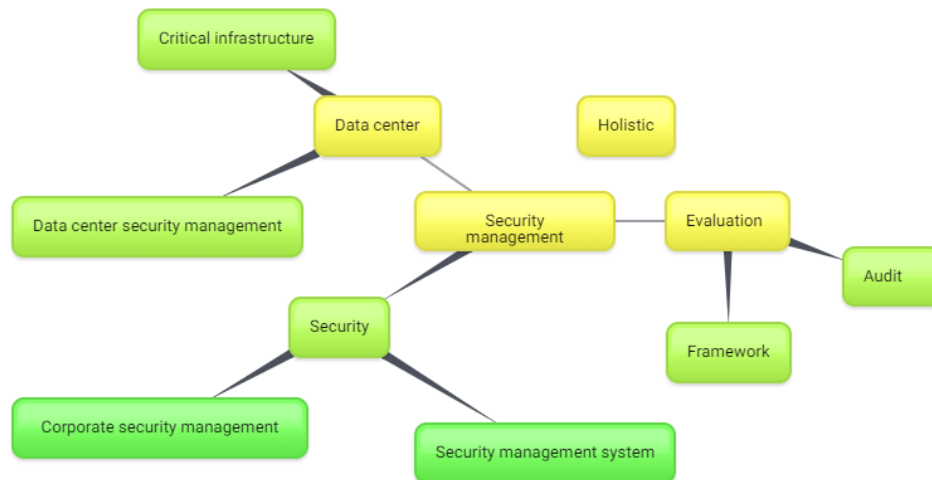 Critical infrastructure
Data center
Holistic
Data center security management
Security
management
Evaluation
Audit
Security
Framework
Corporate security management
Security management system